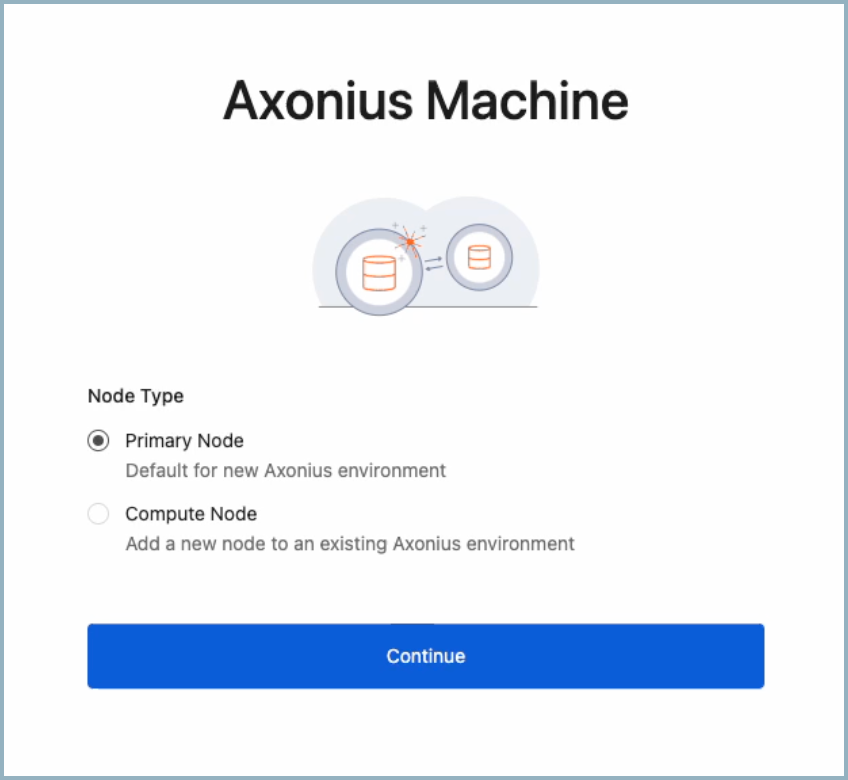 Axonius Machine
Node Type
Primary Node
Default for new Axonius environment
Compute Node
Add a new node to an existing Axonius environment
Continue